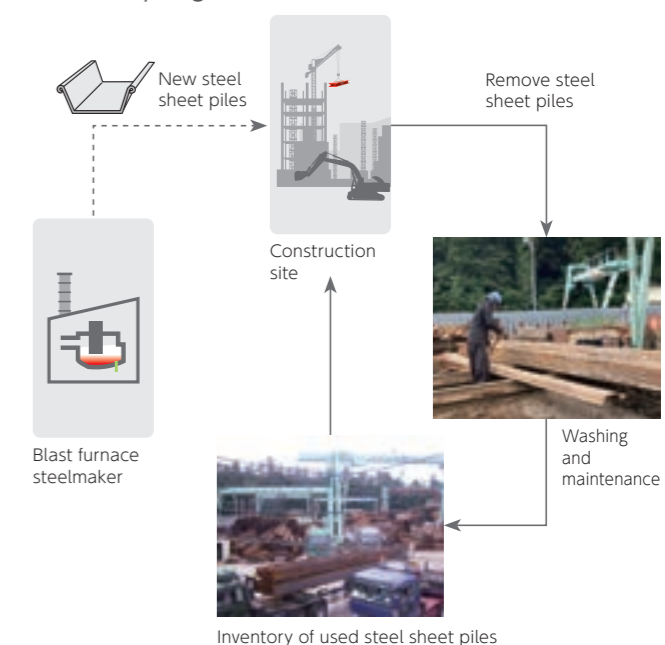 New steel
sheet piles
Remove steel
sheet piles
Construction
site
Blast furnace
steelmaker
Washing
and
maintenance
Inventory of used steel sheet piles